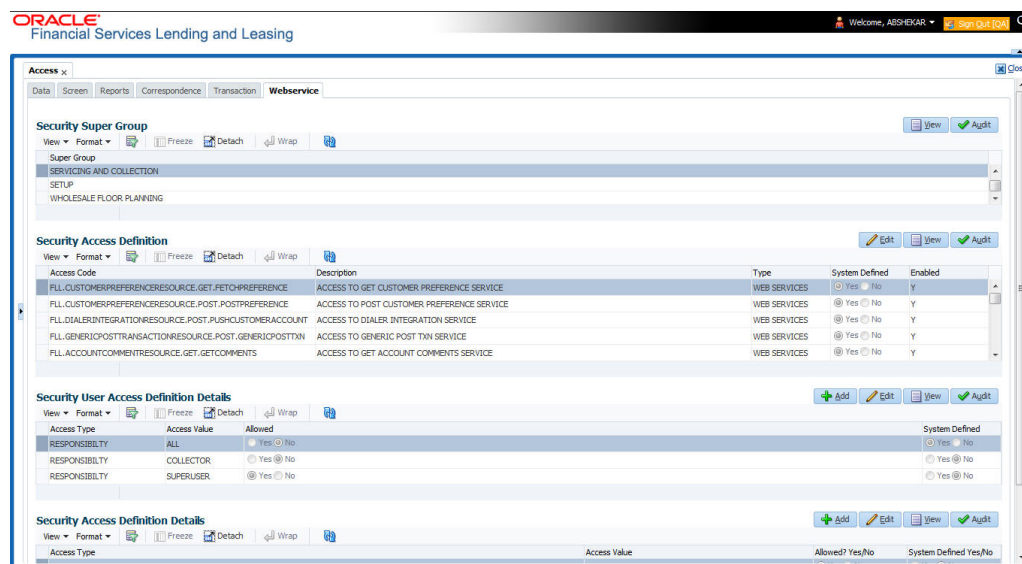 ORACLE
Financial Services Lending and Leasing
Welcome, ABSHEKAR
Sign Out [QA]
Access
Clos
Data Screen Reports Correspondence Transaction Webservice
Security Super Group
View Audit
View Format Freeze Detach Wrap
Super Group
SERVICING AND COLLECTION
SETUP
WHOLESALE FLOOR PLANNING
Security Access Definition
Edit View Audit
View Format Freeze Detach Wrap
Access Code Description Type System Defined Enabled
FLL.CUSTOMERPREFERENCERESOURCE.GET.FETCHPREFERENCE ACCESS TO GET CUSTOMER PREFERENCE SERVICE WEB SERVICES Yes No Y
FLL.CUSTOMERPREFERENCERESOURCE.POST.POSTPREFERENCE ACCESS TO POST CUSTOMER PREFERENCE SERVICE WEB SERVICES Yes No Y
FLL.DIALERINTEGRATIONRESOURCE.POST.PUSHCUSTOMERACCOUNT ACCESS TO DIALER INTEGRATION SERVICE WEB SERVICES Yes No Y
FLL.GENERICPOSTTRANSACTIONRESOURCE.POST.GENERICPOSTTXN ACCESS TO GENERIC POST TXN SERVICE WEB SERVICES Yes No Y
FLL.ACCOUNTCOMMENTRESOURCE.GET.GETCOMMENTS ACCESS TO GET ACCOUNT COMMENTS SERVICE WEB SERVICES Yes No Y
Security User Access Definition Details
Add Edit View Audit
View Format Freeze Detach Wrap
Access Type Access Value Allowed System Defined
RESPONSIBILTY ALL Yes No Yes No
RESPONSIBILTY COLLECTOR Yes No Yes No
RESPONSIBILTY SUPERUSER Yes No Yes No
Security Access Definition Details
Add Edit View Audit
View Format Freeze Detach Wrap
Access Type Access Value Allowed? Yes/No System Defined Yes/No